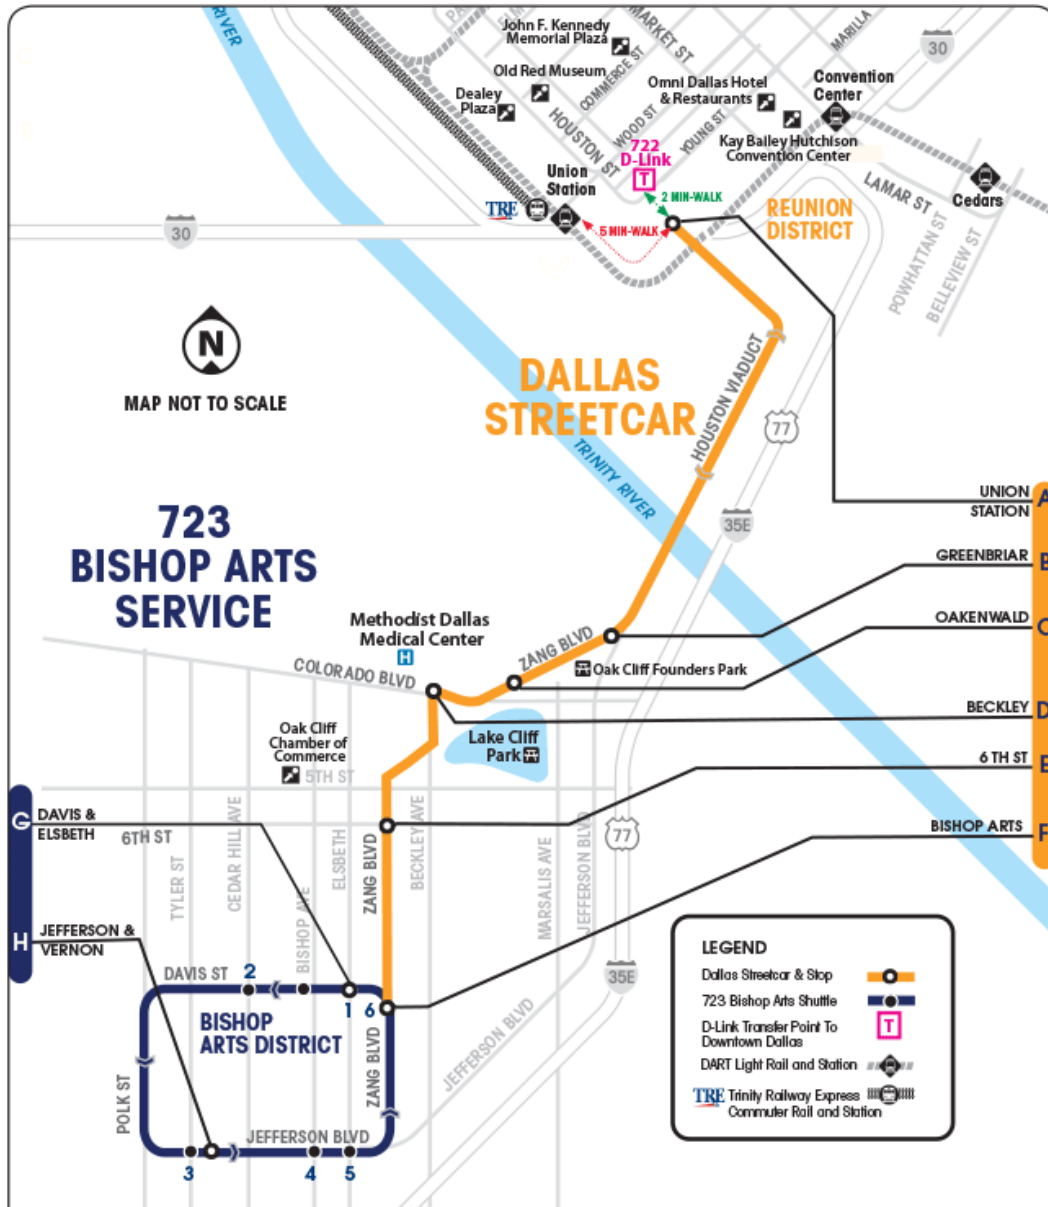 RIVER
MARKET ST
John F. Kennedy
Memorial Plaza
MARILLA
30
Old Red Museum
COMMERCE ST
Omni Dallas Hotel
& Restaurants
Convention
Center
Dealey
Plaza
HOUSTON ST
WOOD ST
YOUNG ST
722
D-Link
T
Kay Bailey Hutchison
Convention Center
Union
Station
LAMAR ST
Cedars
2 MIN-WALK
TRE
REUNION
DISTRICT
30
5 MIN-WALK
POWHATTAN ST
BELLEVIEW ST
N
MAP NOT TO SCALE
DALLAS
STREETCAR
HOUSTON VIADUCT
77
TRINITY RIVER
UNION
STATION
A
723
BISHOP ARTS
SERVICE
35E
GREENBRIAR
B
OAKENWALD
C
Methodist Dallas
Medical Center
H
ZANG BLVD
COLORADO BLVD
Oak Cliff Founders Park
BECKLEY
D
Oak Cliff
Chamber of
Commerce
Lake Cliff
Park
5TH ST
6 TH ST
E
G
DAVIS &
ELSBETH
6TH ST
TYLER ST
CEDAR HILL AVE
BISHOP AVE
ELSBETH
ZANG BLVD
BECKLEY AVE
MARSALIS AVE
JEFFERSON BLVD
77
BISHOP ARTS
F
H
JEFFERSON &
VERNON
DAVIS ST
2
35E
1
6
BISHOP
ARTS DISTRICT
ZANG BLVD
POLK ST
JEFFERSON BLVD
JEFFERSON BLVD
3
4
5
LEGEND
Dallas Streetcar & Stop
723 Bishop Arts Shuttle
D-Link Transfer Point To
Downtown Dallas
T
DART Light Rail and Station
TRE Trinity Railway Express
Commuter Rail and Station